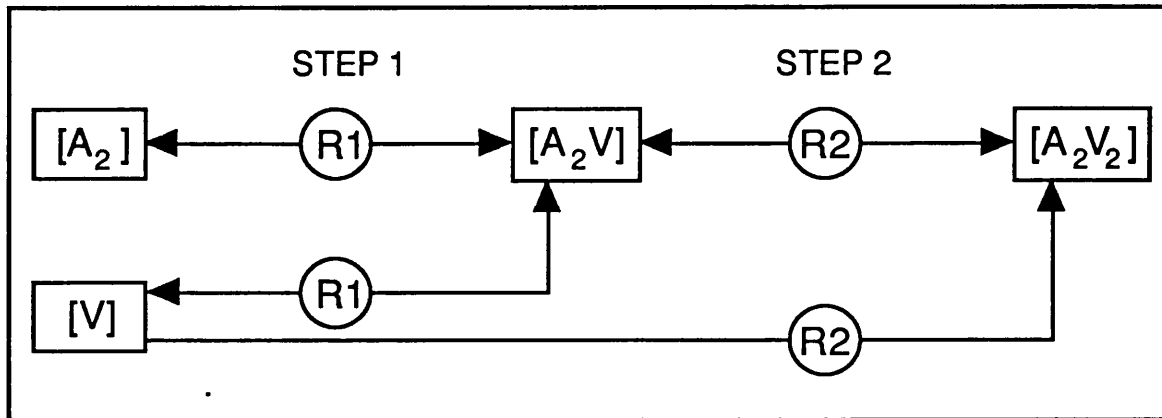 STEP 1 STEP 2
[A₂] R1 [A₂V] R2 [A₂V₂]
R1
[V]
R2